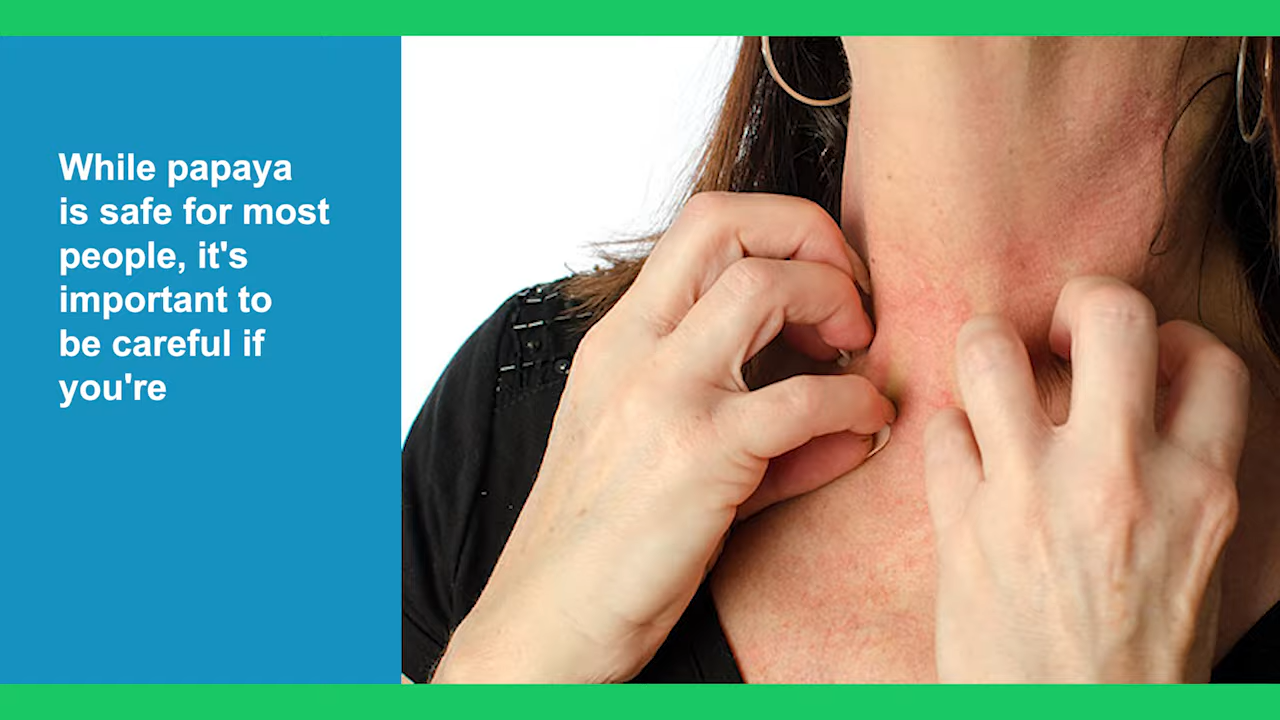 While papaya
is safe for most
people, it's
important to
be careful if
you're